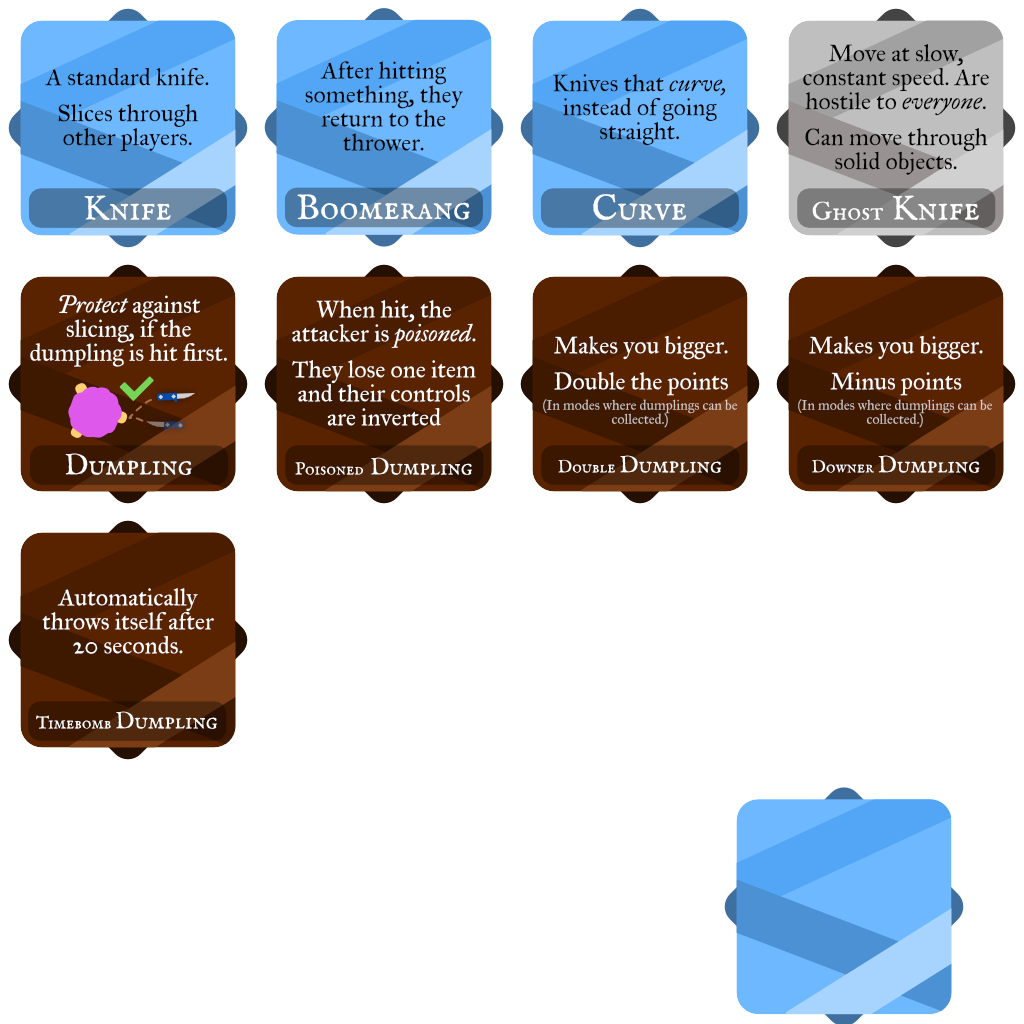 A standard knife.
Slices through
other players.
Knife
After hitting
something, they
return to the
thrower.
Boomerang
Knives that curve,
instead of going
straight.
Curve
Move at slow,
constant speed. Are
hostile to everyone.
Can move through
solid objects.
Ghost Knife
Protect against
slicing, if the
dumpling is hit first.
Dumpling
When hit, the
attacker is poisoned.
They lose one item
and their controls
are inverted
Poisoned Dumpling
Makes you bigger.
Double the points
(In modes where dumplings can be
collected.)
Double Dumpling
Makes you bigger.
Minus points
(In modes where dumplings can be
collected.)
Downer Dumpling
Automatically
throws itself after
20 seconds.
Timebomb Dumpling